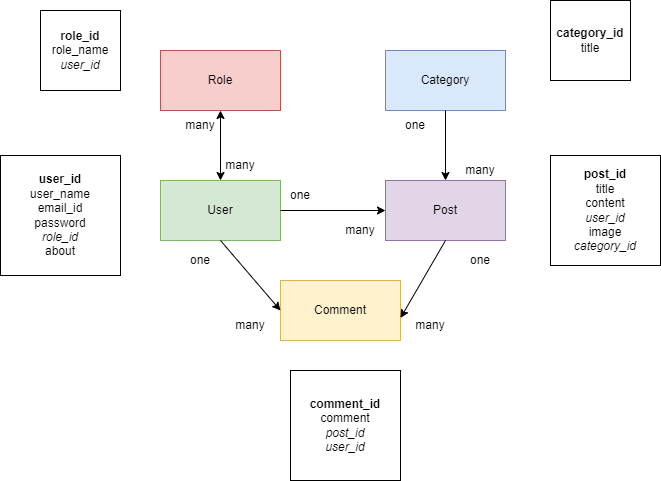 role_id
role_name
user_id
category_id
title
Role
Category
many
one
many
many
user_id
user_name
email_id
password
role_id
about
User
one
many
Post
post_id
title
content
user_id
image
category_id
one
one
many
Comment
many
comment_id
comment
post_id
user_id